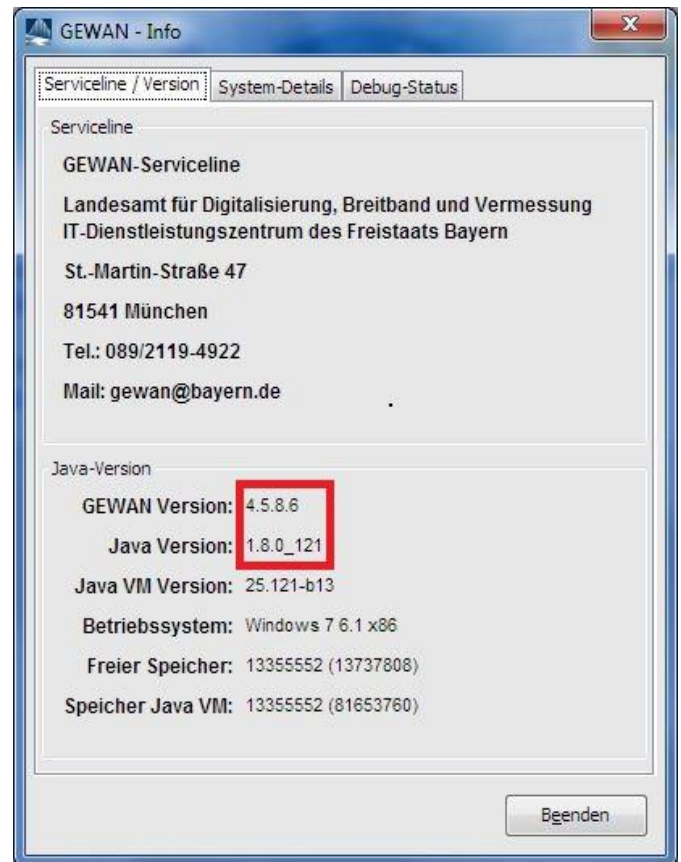 GEWAN - Info
Serviceline / Version System-Details Debug-Status
Serviceline
GEWAN-Serviceline
Landesamt für Digitalisierung, Breitband und Vermessung
IT-Dienstleistungszentrum des Freistaats Bayern
St.-Martin-Straße 47
81541 München
Tel.: 089/2119-4922
Mail: gewan@bayern.de
Java-Version
GEWAN Version: 4.5.8.6
Java Version: 1.8.0_121
Java VM Version: 25.121-b13
Betriebssystem: Windows 7 6.1 x86
Freier Speicher: 13355552 (13737808)
Speicher Java VM: 13355552 (81653760)
Beenden